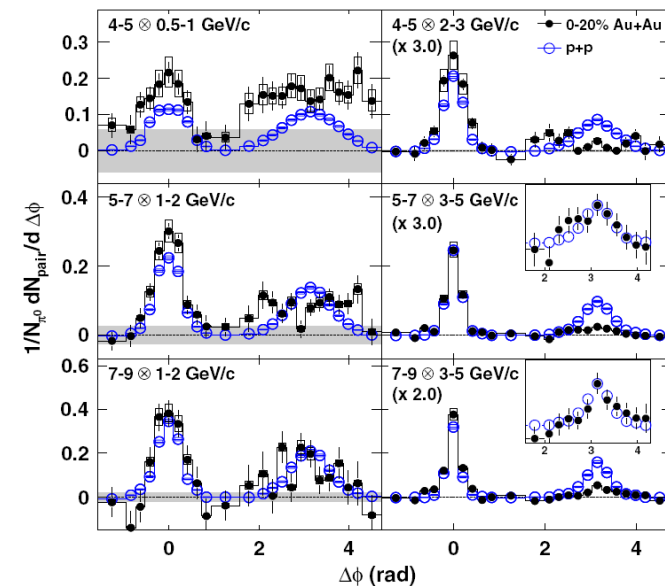 4-5 ⊗ 0.5-1 GeV/c
4-5 ⊗ 2-3 GeV/c
(x 3.0)
0-20% Au+Au
p+p
0.3
0.2
0.1
0
5-7 ⊗ 1-2 GeV/c
5-7 ⊗ 3-5 GeV/c
(x 3.0)
2 3 4
0.4
0.2
0
7-9 ⊗ 1-2 GeV/c
7-9 ⊗ 3-5 GeV/c
(x 2.0)
2 3 4
0.6
0.4
0.2
0
0 2 4
0 2 4
1/N_π⁰ dN_pair/d Δϕ
Δϕ (rad)